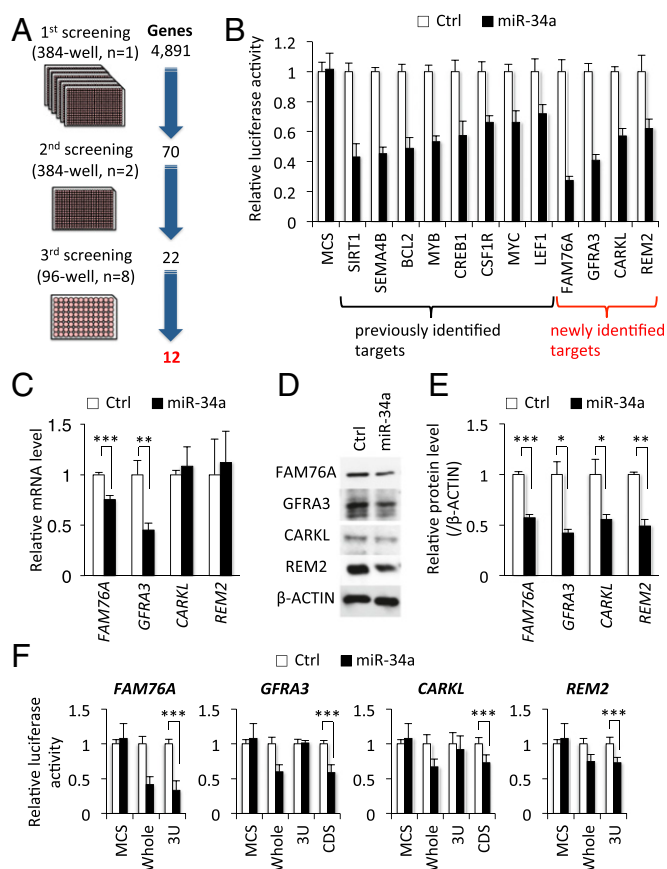 A
1st screening
(384-well, n=1)
Genes
4,891
2nd screening
(384-well, n=2)
70
3rd screening
(96-well, n=8)
22
12
B
Ctrl miR-34a
Relative luciferase activity
1.2
1
0.8
0.6
0.4
0.2
0
MCS
SIRT1
SEMA4B
BCL2
MYB
CREB1
CSF1R
MYC
LEF1
FAM76A
GFRA3
CARKL
REM2
previously identified
targets
newly identified
targets
C
Ctrl miR-34a
Relative mRNA level
1.5
1
0.5
0
*** **
FAM76A
GFRA3
CARKL
REM2
D
Ctrl
miR-34a
FAM76A
GFRA3
CARKL
REM2
β-ACTIN
E
Ctrl miR-34a
Relative protein level
(/β-ACTIN)
1.5
1
0.5
0
*** * * **
FAM76A
GFRA3
CARKL
REM2
F
Ctrl miR-34a
Relative luciferase
activity
FAM76A
1.5
1
0.5
0
***
MCS
Whole
3U
GFRA3
1.5
1
0.5
0
***
MCS
Whole
3U
CDS
CARKL
1.5
1
0.5
0
***
MCS
Whole
3U
CDS
REM2
1.5
1
0.5
0
***
MCS
Whole
3U